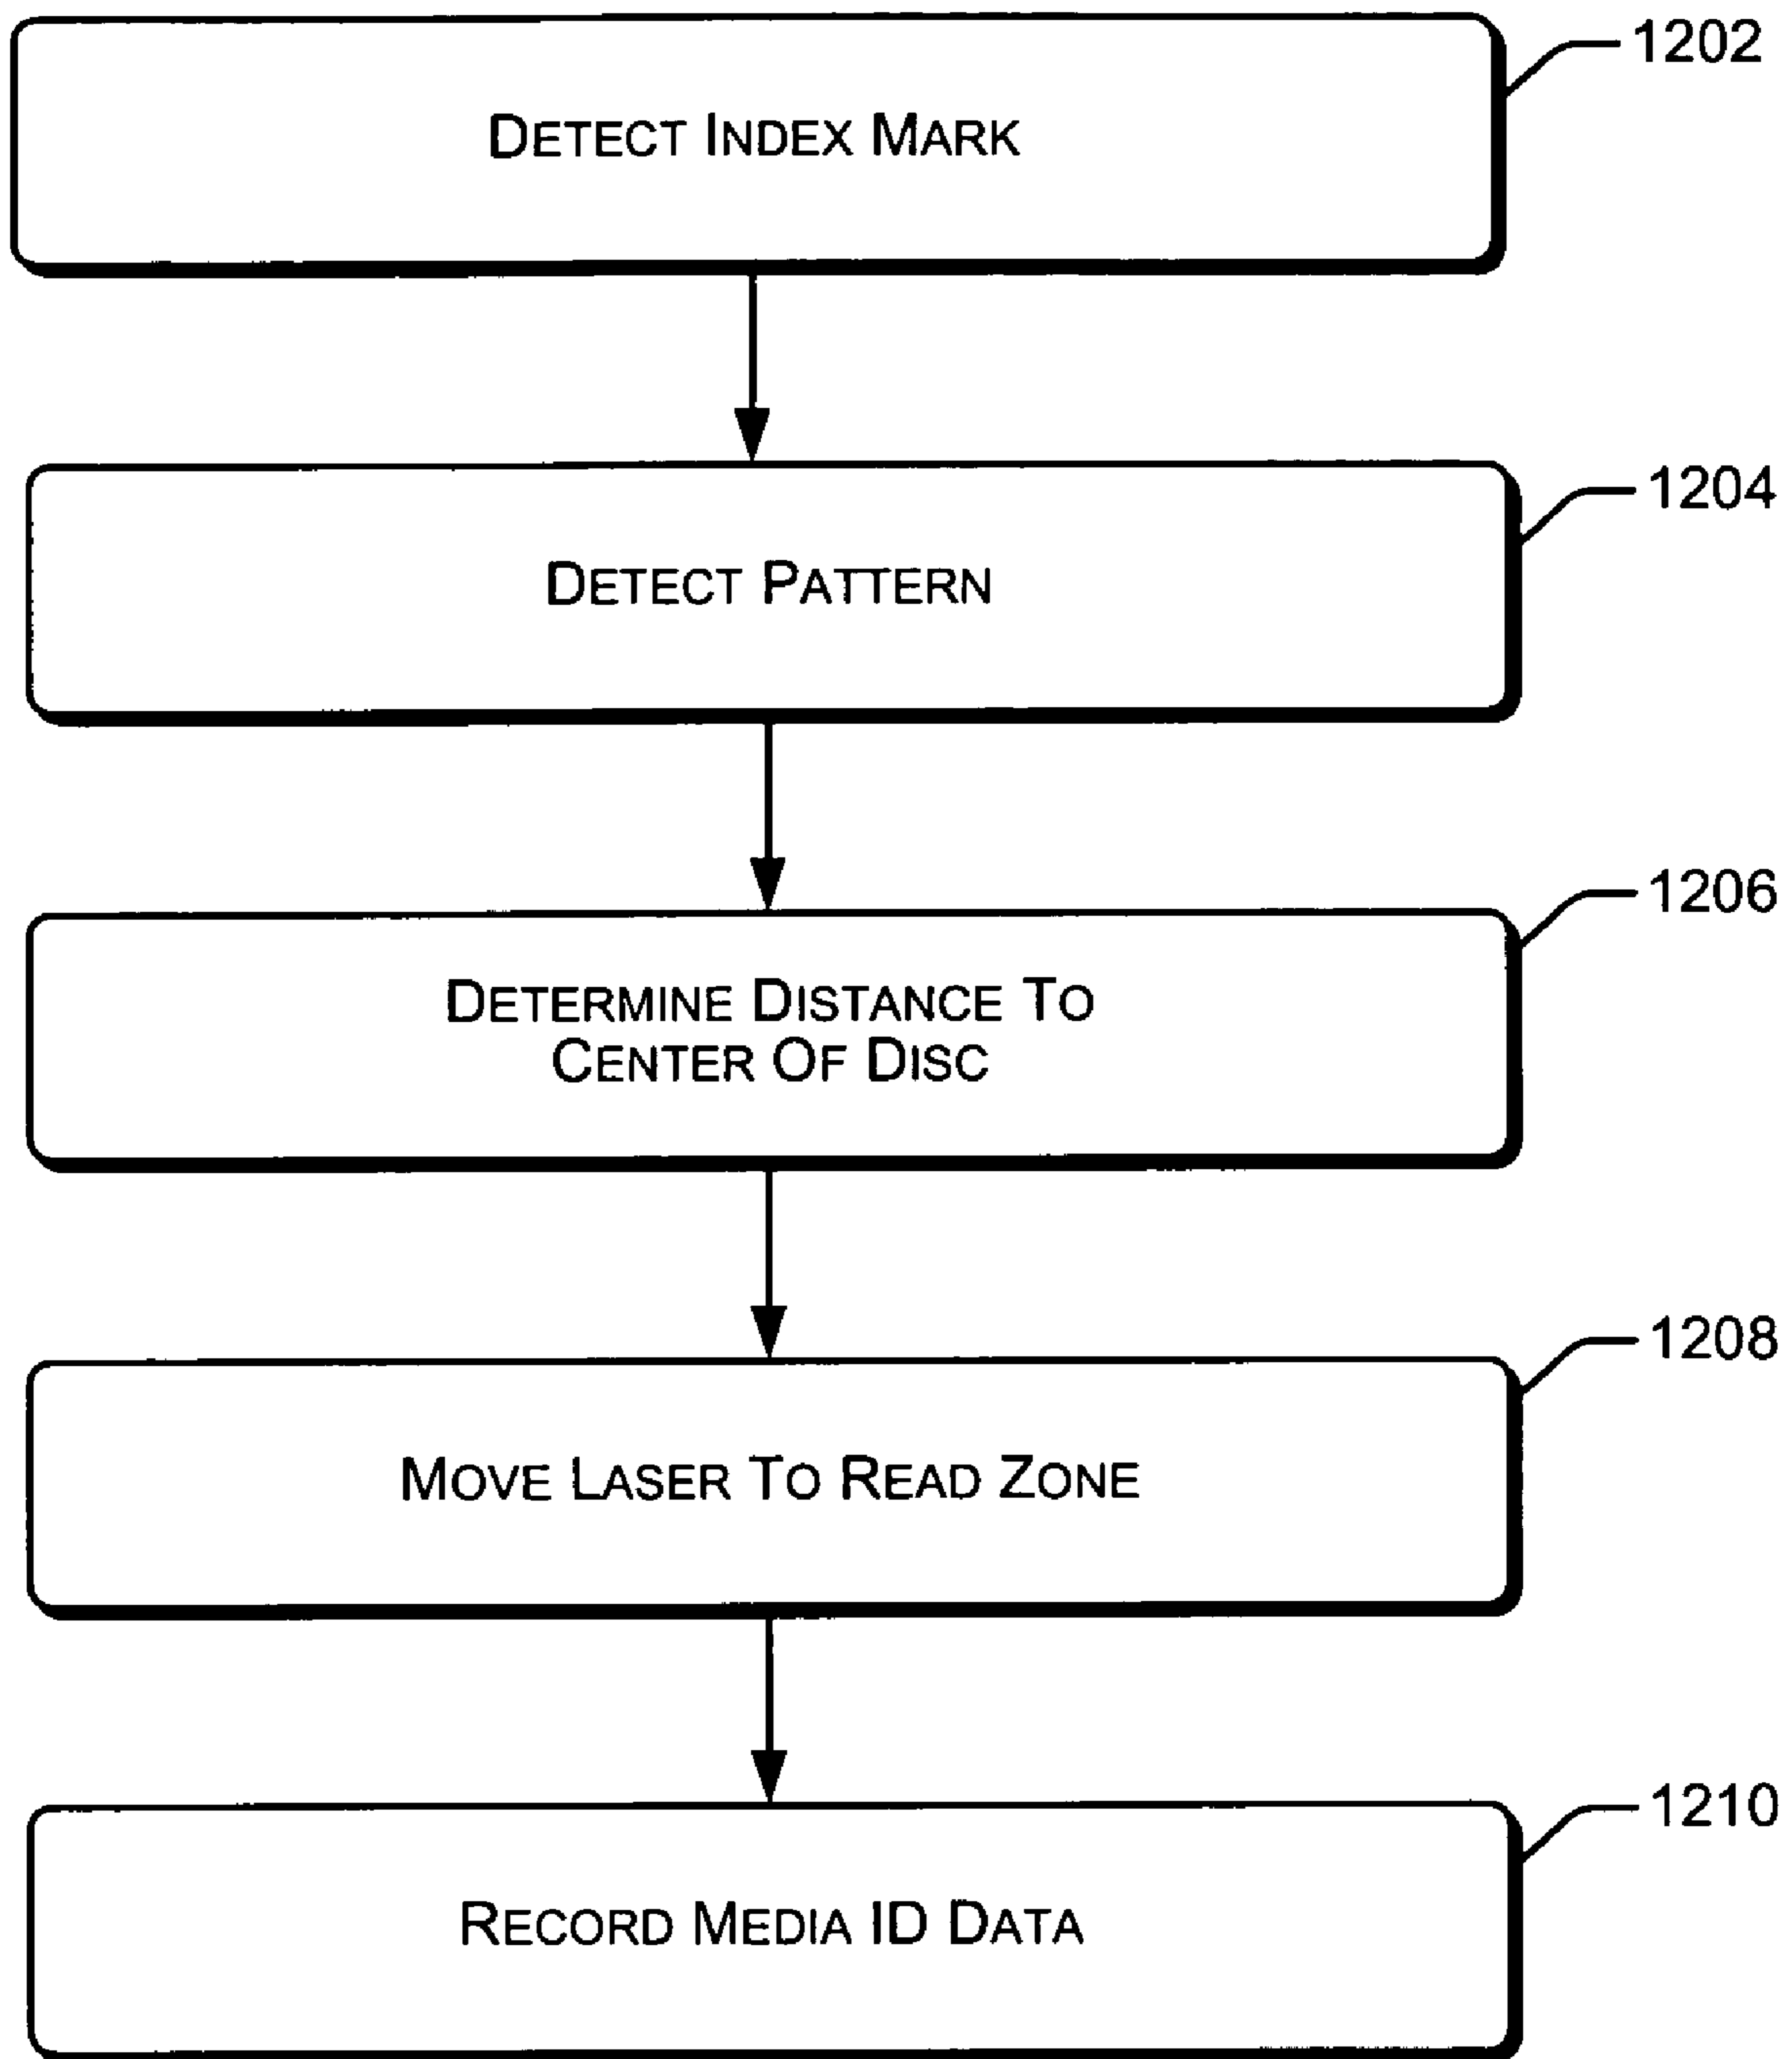 DETECT INDEX MARK
1202
DETECT PATTERN
1204
DETERMINE DISTANCE TO
CENTER OF DISC
1206
MOVE LASER TO READ ZONE
1208
RECORD MEDIA ID DATA
1210